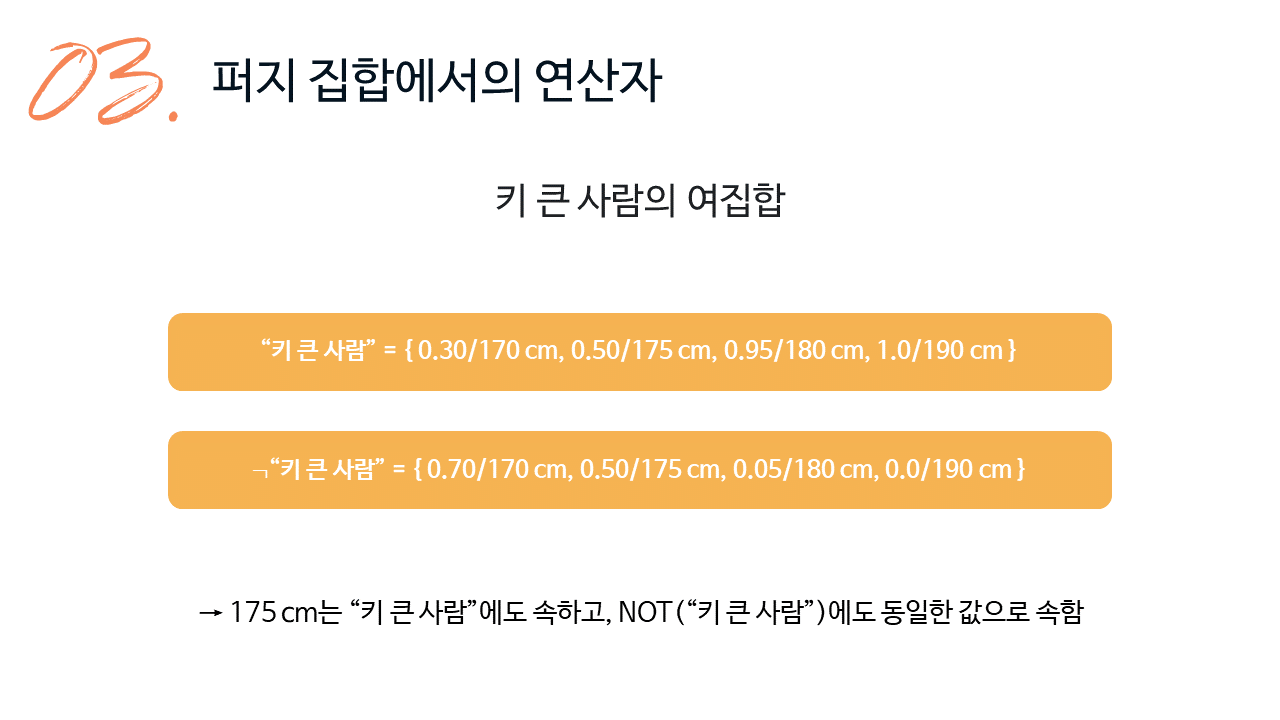 03. 퍼지 집합에서의 연산자
키 큰 사람의 여집합
“키 큰 사람” = { 0.30/170 cm, 0.50/175 cm, 0.95/180 cm, 1.0/190 cm }
¬“키 큰 사람” = { 0.70/170 cm, 0.50/175 cm, 0.05/180 cm, 0.0/190 cm }
→ 175 cm는 “키 큰 사람”에도 속하고, NOT(“키 큰 사람”)에도 동일한 값으로 속함